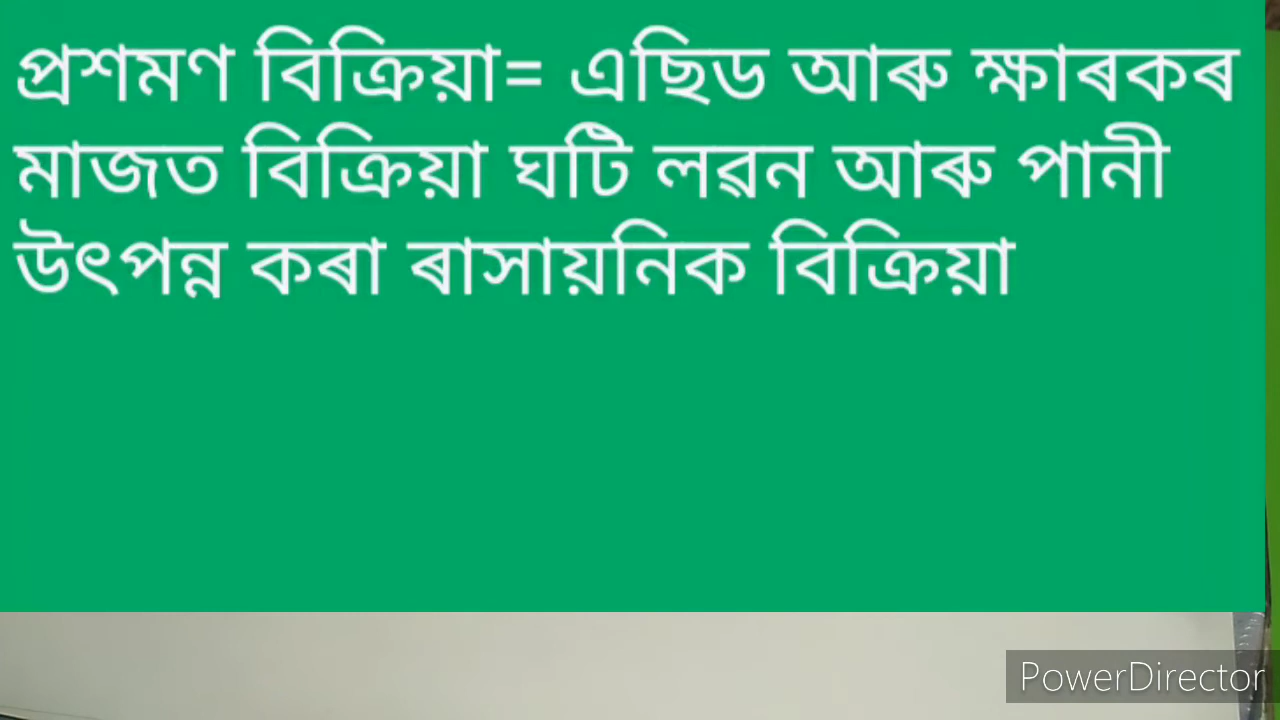 প্ৰশমণ বিক্ৰিয়া= এছিড আৰু ক্ষাৰকৰ
মাজত বিক্ৰিয়া ঘটি লৱন আৰু পানী
উৎপন্ন কৰা ৰাসায়নিক বিক্ৰিয়া
PowerDirector